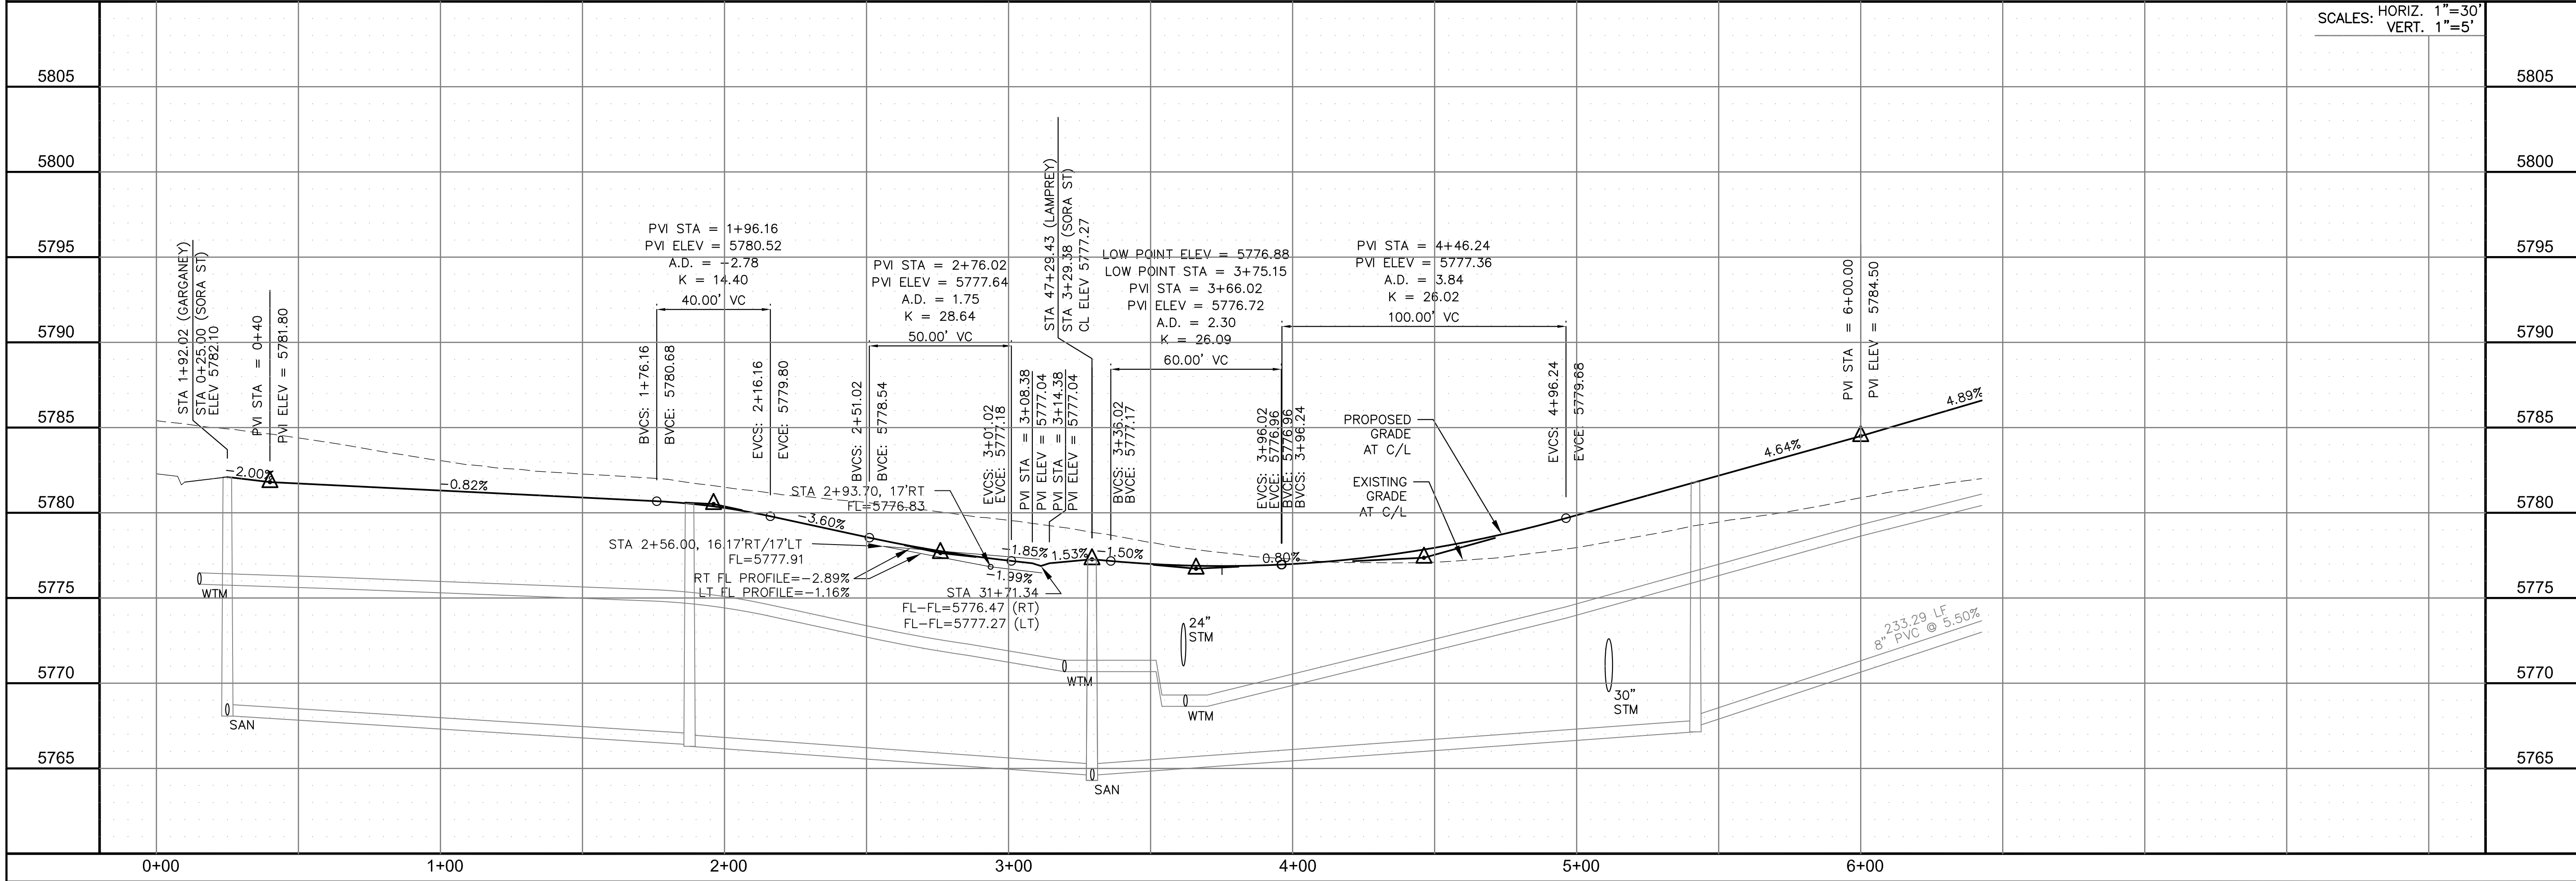 SCALES: HORIZ. 1"=30'
VERT. 1"=5'
5805
5800
5795
5790
5785
5780
5775
5770
5765
5805
5800
5795
5790
5785
5780
5775
5770
5765
STA 1+92.02 (GARGANEY)
STA 0+25.00 (SORA ST)
ELEV 5782.10
PVI STA = 0+40
PVI ELEV = 5781.80
-2.00%
-0.82%
PVI STA = 1+96.16
PVI ELEV = 5780.52
A.D. = -2.78
K = 14.40
40.00' VC
BVCS: 1+76.16
BVCE: 5780.68
EVCS: 2+16.16
EVCE: 5779.80
-3.60%
PVI STA = 2+76.02
PVI ELEV = 5777.64
A.D. = 1.75
K = 28.64
50.00' VC
BVCS: 2+51.02
BVCE: 5778.54
EVCS: 3+01.02
EVCE: 5777.18
STA 2+93.70, 17'RT
FL=5776.83
STA 2+56.00, 16.17'RT/17'LT
FL=5777.91
RT FL PROFILE=-2.89%
LT FL PROFILE=-1.16%
-1.85%
1.53%
-1.50%
-1.99%
STA 31+71.34
FL-FL=5776.47 (RT)
FL-FL=5777.27 (LT)
PVI STA = 3+08.38
PVI ELEV = 5777.04
PVI STA = 3+14.38
PVI ELEV = 5777.04
STA 47+29.43 (LAMPREY)
STA 3+29.38 (SORA ST)
CL ELEV 5777.27
LOW POINT ELEV = 5776.88
LOW POINT STA = 3+75.15
PVI STA = 3+66.02
PVI ELEV = 5776.72
A.D. = 2.30
K = 26.09
60.00' VC
BVCS: 3+36.02
BVCE: 5777.17
EVCS: 3+96.02
EVCE: 5776.96
BVCE: 5776.96
BVCS: 3+96.24
0.80%
PVI STA = 4+46.24
PVI ELEV = 5777.36
A.D. = 3.84
K = 26.02
100.00' VC
PROPOSED
GRADE
AT C/L
EXISTING
GRADE
AT C/L
EVCS: 4+96.24
EVCE: 5779.68
4.64%
PVI STA = 6+00.00
PVI ELEV = 5784.50
4.89%
WTM
SAN
WTM
SAN
24"
STM
WTM
30"
STM
233.29 LF
8" PVC @ 5.50%
0+00
1+00
2+00
3+00
4+00
5+00
6+00